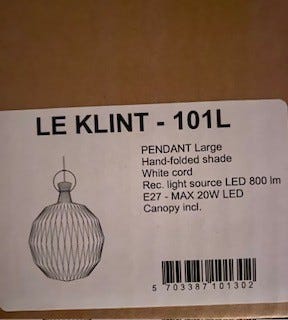 LE KLINT - 101L
PENDANT Large
Hand-folded shade
White cord
Rec. light source LED 800 lm
E27 - MAX 20W LED
Canopy incl.
5 703387 101302